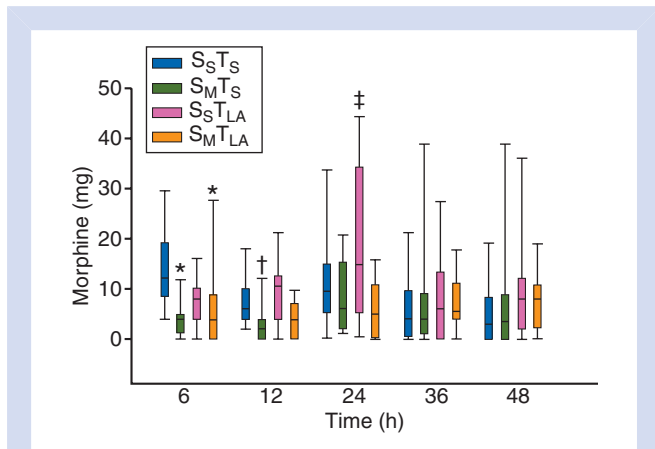 SSTS
SMTS
SSTLA
SMTLA
50
40
30
20
10
0
Morphine (mg)
*
*
†
‡
6 12 24 36 48
Time (h)